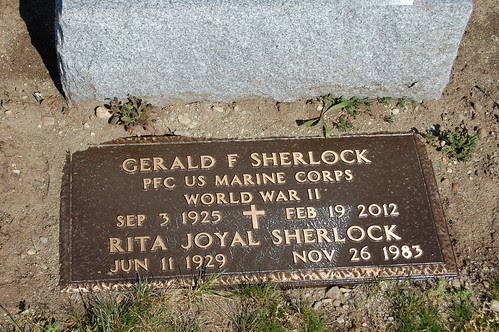 GERALD F SHERLOCK
PFC US MARINE CORPS
WORLD WAR II
SEP 3 1925 FEB 19 2012
RITA JOYAL SHERLOCK
JUN 11 1929 NOV 26 1983